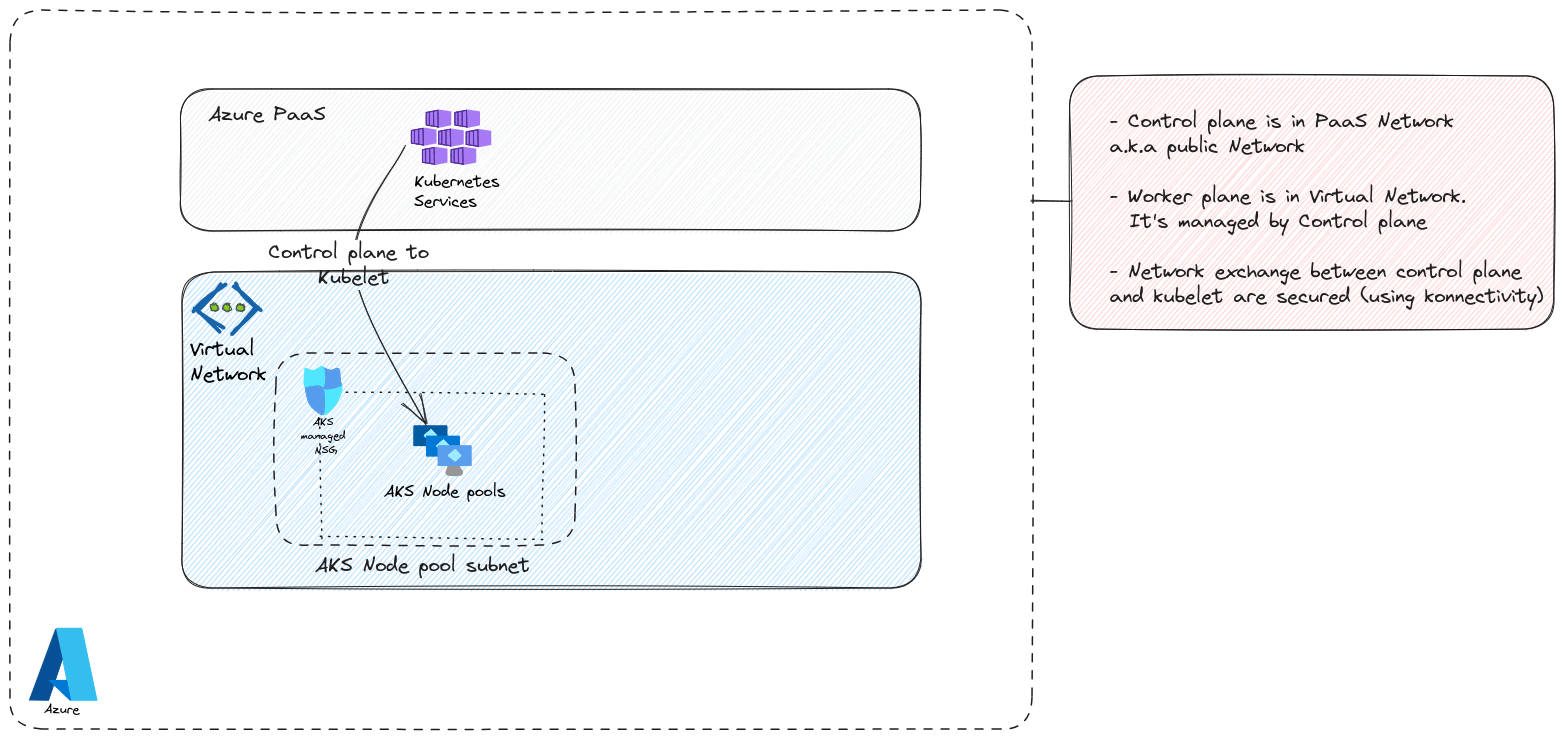 Azure PaaS
Kubernetes
Services
Control plane to
Kubelet
Virtual
Network
AKS
managed
NSG
AKS Node pools
AKS Node pool subnet
Azure
- Control plane is in PaaS Network
a.k.a public Network
- Worker plane is in Virtual Network.
It's managed by Control plane
- Network exchange between control plane
and kubelet are secured (using konnectivity)